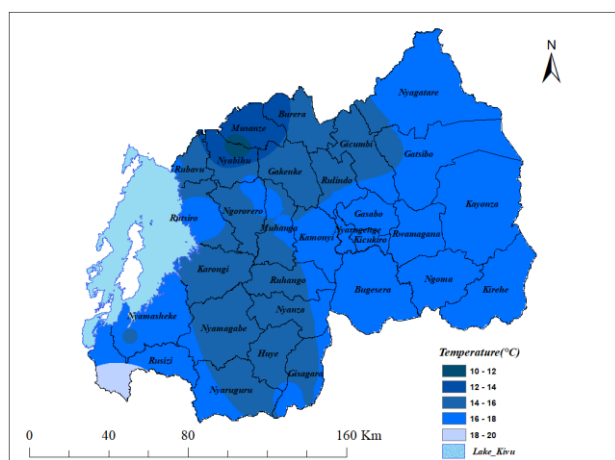 N
Nyagatare
Burera
Musanze
Gicumbi
Nyabihu
Gatsibo
Rubavu
Gakenke
Rulindo
Kayonza
Rutsiro
Ngororero
Gasabo
Muhanga
Nyarugenge
Rwamagana
Kamonyi
Kicukiro
Karongi
Ruhango
Bugesera
Ngoma
Kirehe
Nyamasheke
Nyanza
Nyamagabe
Rusizi
Huye
Gisagara
Nyaruguru
Temperature(°C)
10 - 12
12 - 14
14 - 16
16 - 18
18 - 20
Lake_Kivu
0 40 80 160 Km